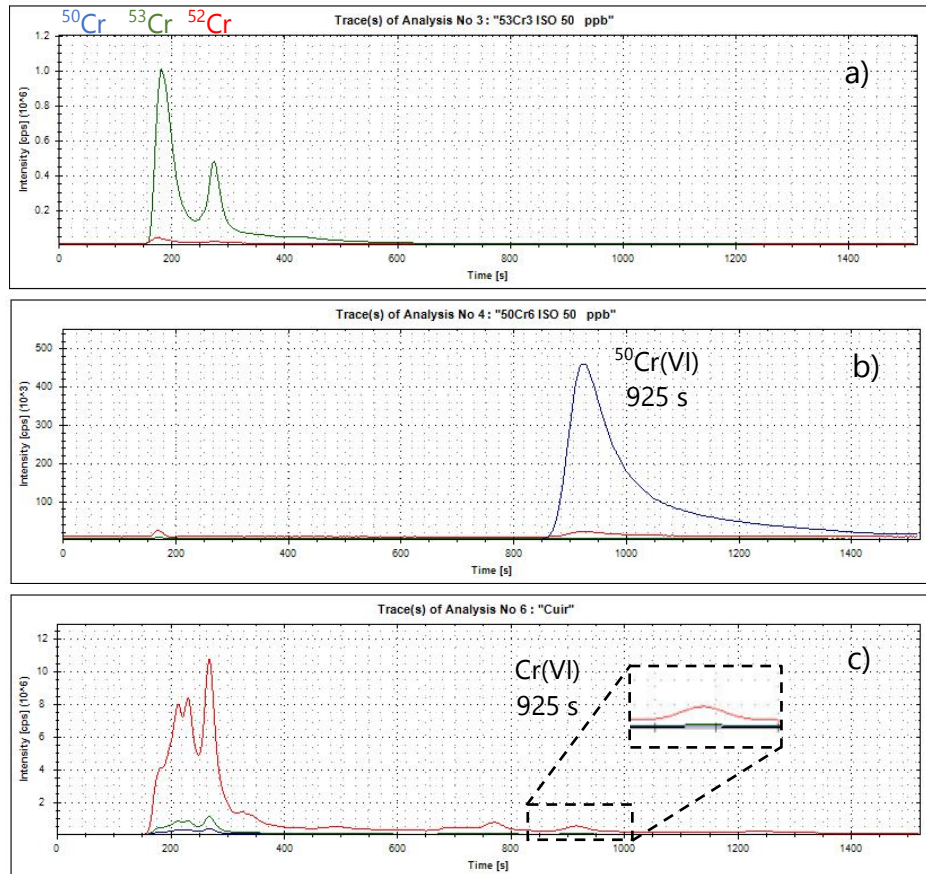 Trace(s) of Analysis No 3 : "53Cr3 ISO 50 ppb"
⁵⁰Cr ⁵³Cr ⁵²Cr
a)
Intensity [cps] (10^6)
1.2
1.0
0.8
0.6
0.4
0.2
0 200 400 600 800 1000 1200 1400
Time [s]
Trace(s) of Analysis No 4 : "50Cr6 ISO 50 ppb"
b)
⁵⁰Cr(VI)
925 s
Intensity [cps] (10^3)
500
400
300
200
100
0 200 400 600 800 1000 1200 1400
Time [s]
Trace(s) of Analysis No 6 : "Cuir"
c)
Cr(VI)
925 s
Intensity [cps] (10^6)
12
10
8
6
4
2
0 200 400 600 800 1000 1200 1400
Time [s]